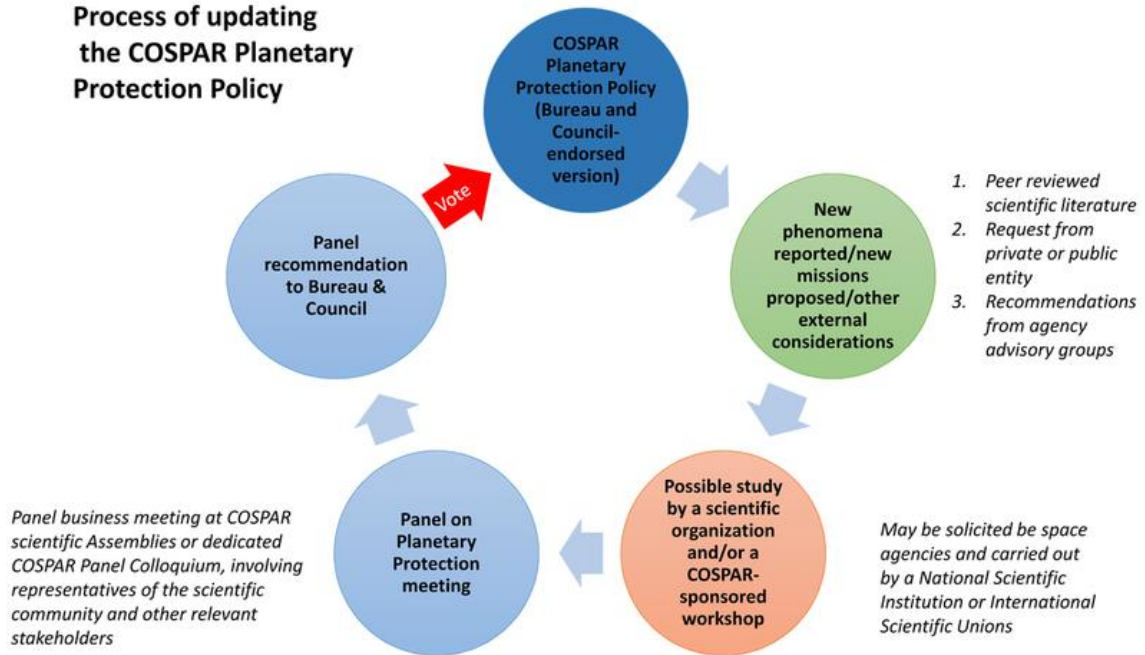 Process of updating
the COSPAR Planetary
Protection Policy
COSPAR
Planetary
Protection Policy
(Bureau and
Council-
endorsed
version)
Vote
New
phenomena
reported/new
missions
proposed/other
external
considerations
1. Peer reviewed
scientific literature
2. Request from
private or public
entity
3. Recommendations
from agency
advisory groups
Possible study
by a scientific
organization
and/or a
COSPAR-
sponsored
workshop
May be solicited be space
agencies and carried out
by a National Scientific
Institution or International
Scientific Unions
Panel on
Planetary
Protection
meeting
Panel business meeting at COSPAR
scientific Assemblies or dedicated
COSPAR Panel Colloquium, involving
representatives of the scientific
community and other relevant
stakeholders
Panel
recommendation
to Bureau &
Council